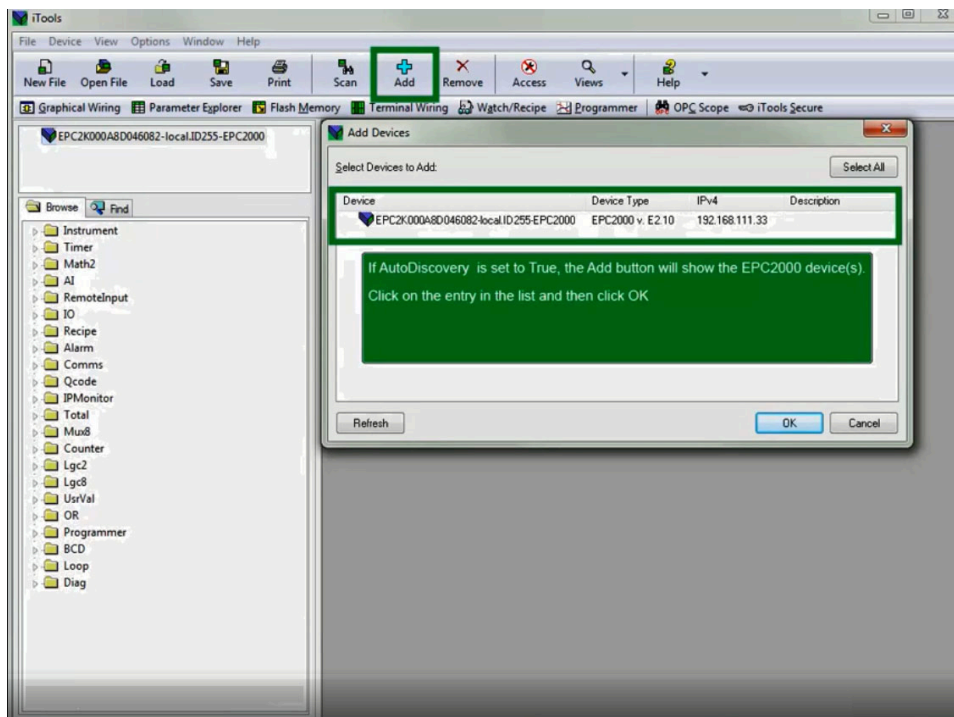 iTools
File Device View Options Window Help
New File Open File Load Save Print Scan Add Remove Access Views Help
Graphical Wiring Parameter Explorer Flash Memory Terminal Wiring Watch/Recipe Programmer OPC Scope iTools Secure
EPC2K000A8D046082-local.ID255-EPC2000
Browse Find
Instrument
Timer
Math2
AI
RemoteInput
IO
Recipe
Alarm
Comms
Qcode
IPMonitor
Total
Mux8
Counter
Lgc2
Lgc8
UsrVal
OR
Programmer
BCD
Loop
Diag
Add Devices
Select Devices to Add:
Select All
Device Device Type IPv4 Description
EPC2K000A8D046082-local.ID255-EPC2000 EPC2000 v. E2.10 192.168.111.33
If AutoDiscovery is set to True, the Add button will show the EPC2000 device(s).
Click on the entry in the list and then click OK
Refresh OK Cancel